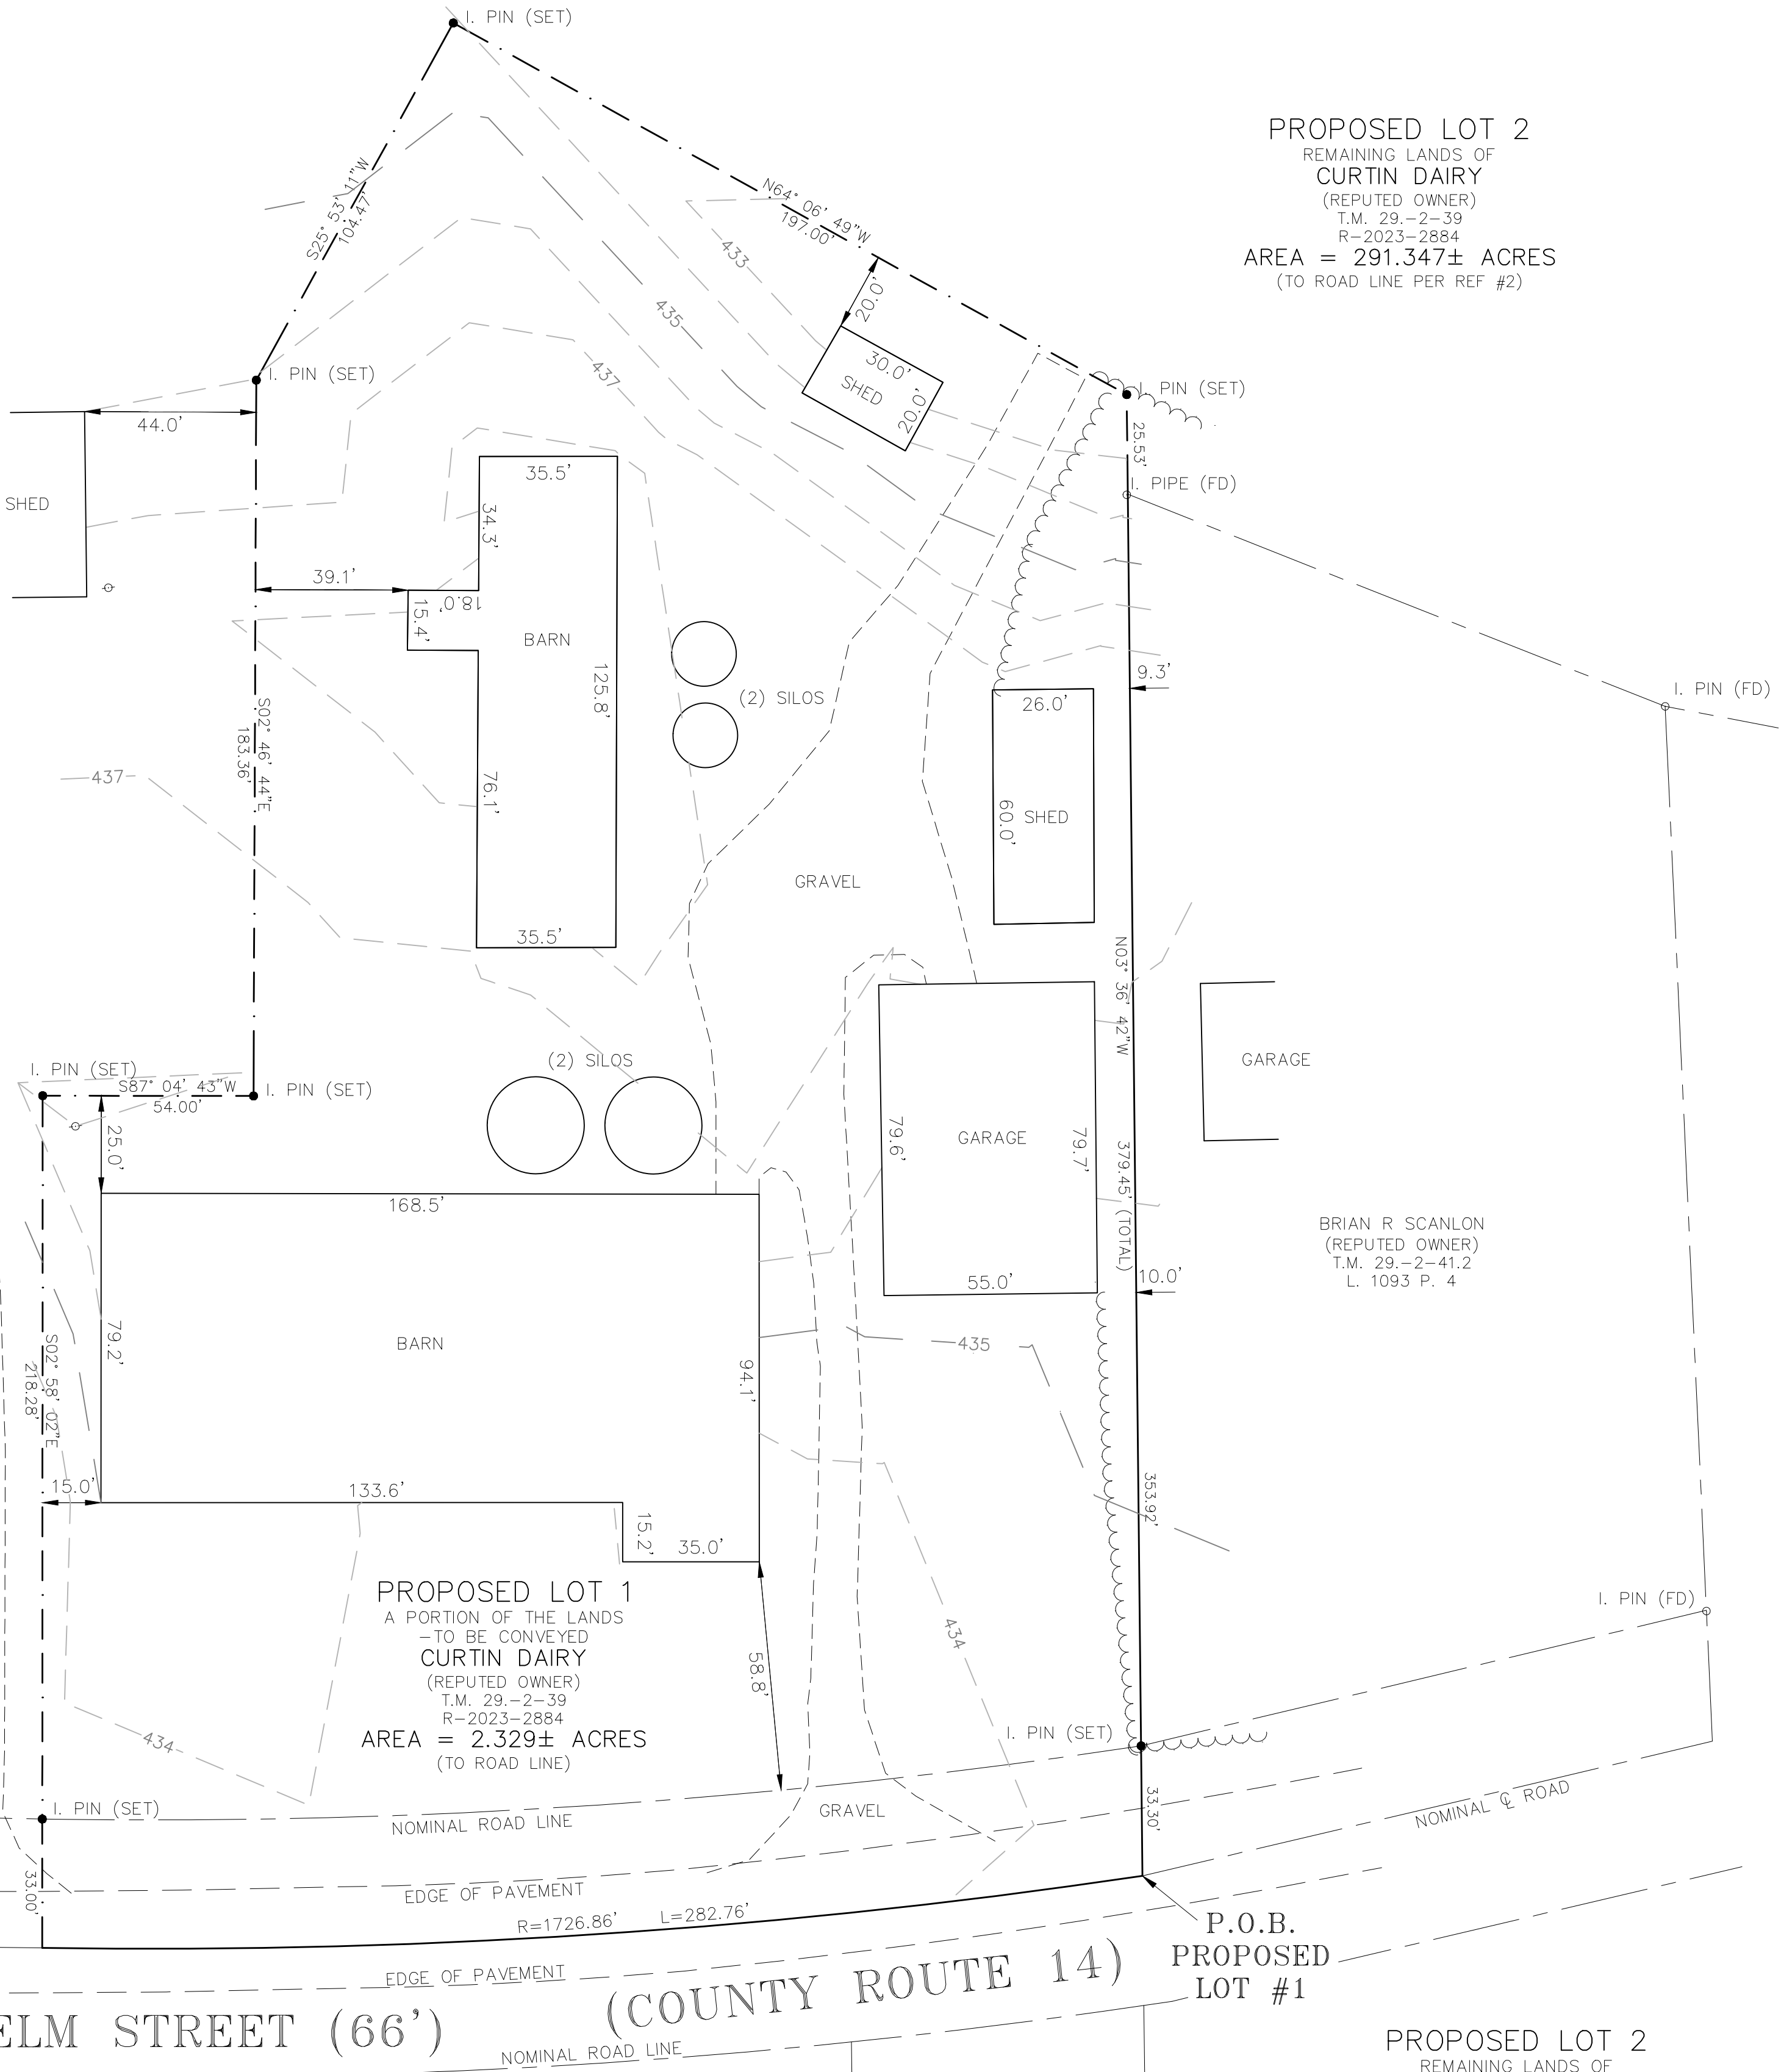 I. PIN (SET)
PROPOSED LOT 2
REMAINING LANDS OF
CURTIN DAIRY
(REPUTED OWNER)
T.M. 29.-2-39
R-2023-2884
AREA = 291.347± ACRES
(TO ROAD LINE PER REF #2)
S25° 53' 11"W
104.47'
N64° 06' 49"W
197.00'
433
435
437
20.0'
30.0'
SHED
20.0'
I. PIN (SET)
I. PIN (SET)
44.0'
25.53'
I. PIPE (FD)
SHED
35.5'
34.3'
39.1'
18.0'
15.4'
BARN
125.8'
(2) SILOS
9.3'
I. PIN (FD)
26.0'
S02° 46' 44"E
183.36'
437
76.1'
60.0'
SHED
GRAVEL
35.5'
N03° 36' 42"W
379.45' (TOTAL)
GARAGE
I. PIN (SET)
S87° 04' 43"W
54.00'
I. PIN (SET)
(2) SILOS
25.0'
79.6'
GARAGE
79.7'
168.5'
BRIAN R SCANLON
(REPUTED OWNER)
T.M. 29.-2-41.2
L. 1093 P. 4
55.0'
10.0'
S02° 58' 02"E
218.28'
79.2'
BARN
94.1'
435
15.0'
133.6'
15.2'
35.0'
353.92'
PROPOSED LOT 1
A PORTION OF THE LANDS
-TO BE CONVEYED
CURTIN DAIRY
(REPUTED OWNER)
T.M. 29.-2-39
R-2023-2884
AREA = 2.329± ACRES
(TO ROAD LINE)
58.8'
434
434
I. PIN (FD)
I. PIN (SET)
I. PIN (SET)
NOMINAL ROAD LINE
GRAVEL
33.30'
NOMINAL ℄ ROAD
33.00'
EDGE OF PAVEMENT
R=1726.86' L=282.76'
P.O.B.
PROPOSED
LOT #1
EDGE OF PAVEMENT
ELM STREET (66') (COUNTY ROUTE 14)
NOMINAL ROAD LINE
PROPOSED LOT 2
REMAINING LANDS OF